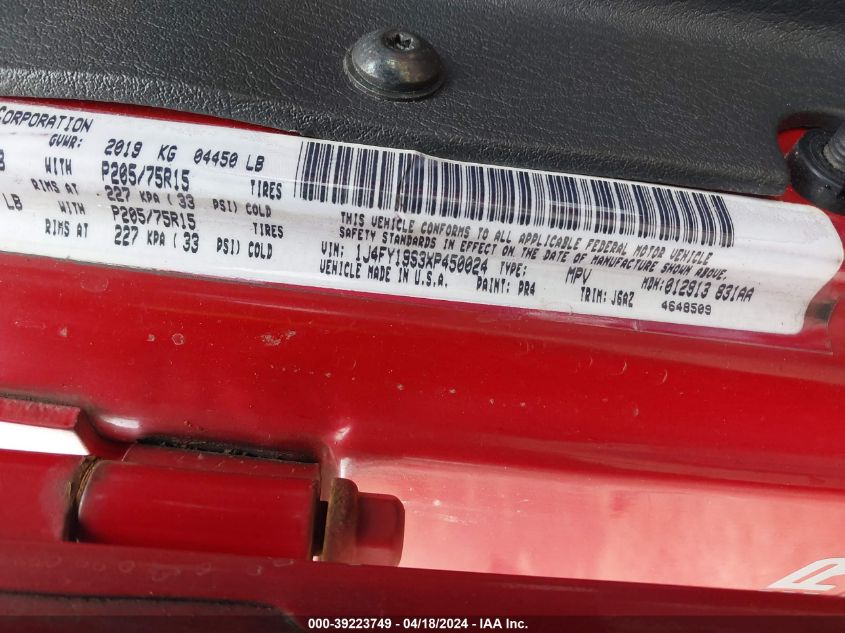 CORPORATION
GVWR: 2019 KG 04450 LB
B WITH P205/75R15 TIRES
RIMS AT 227 KPA ( 33 PSI) COLD
LB WITH P205/75R15 TIRES
RIMS AT 227 KPA ( 33 PSI) COLD
THIS VEHICLE CONFORMS TO ALL APPLICABLE FEDERAL MOTOR VEHICLE
SAFETY STANDARDS IN EFFECT ON THE DATE OF MANUFACTURE SHOWN ABOVE.
VIN: 1J4FY19S3XP450024 TYPE: MPV MDH:012913 831AA
VEHICLE MADE IN U.S.A. PAINT: PR4 TRIM: J6AZ 4648509
000-39223749 - 04/18/2024 - IAA Inc.